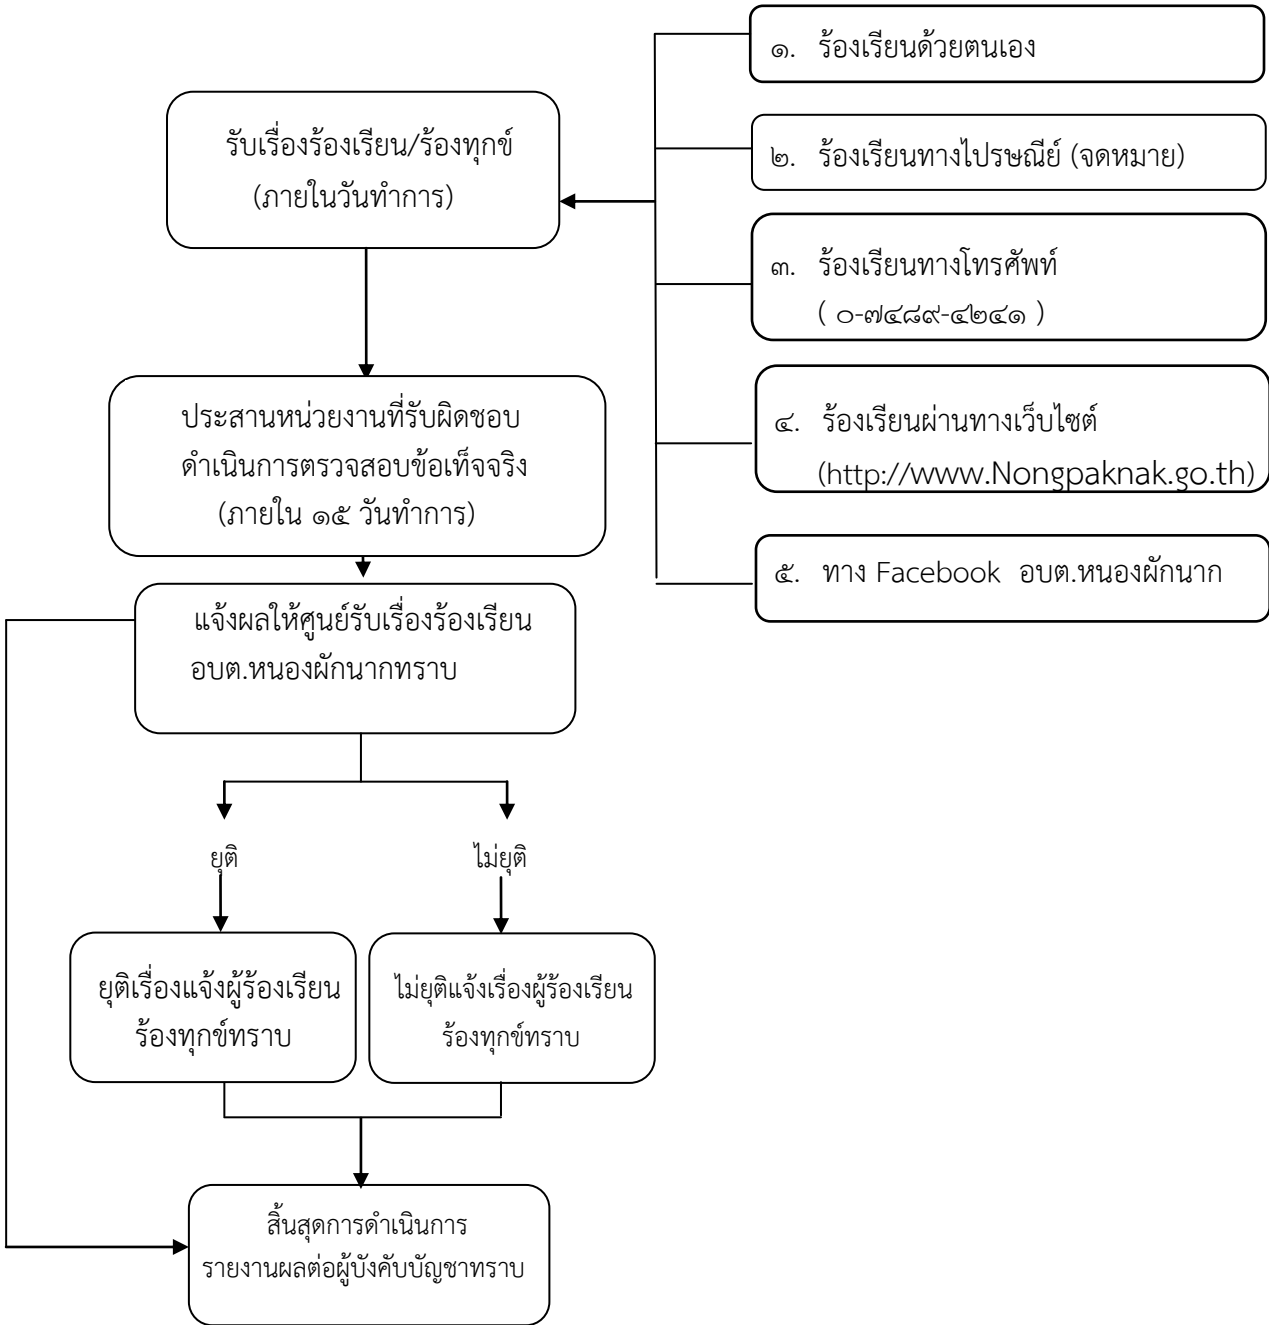 ๑. ร้องเรียนด้วยตนเอง
รับเรื่องร้องเรียน/ร้องทุกข์
(ภายในวันทำการ)
๒. ร้องเรียนทางไปรษณีย์ (จดหมาย)
๓. ร้องเรียนทางโทรศัพท์
( ๐-๗๔๘๙-๔๒๔๑ )
ประสานหน่วยงานที่รับผิดชอบ
ดำเนินการตรวจสอบข้อเท็จจริง
(ภายใน ๑๕ วันทำการ)
๔. ร้องเรียนผ่านทางเว็บไซต์
(http://www.Nongpaknak.go.th)
๕. ทาง Facebook อบต.หนองผักนาก
แจ้งผลให้ศูนย์รับเรื่องร้องเรียน
อบต.หนองผักนากทราบ
ยุติ
ไม่ยุติ
ยุติเรื่องแจ้งผู้ร้องเรียน
ร้องทุกข์ทราบ
ไม่ยุติแจ้งเรื่องผู้ร้องเรียน
ร้องทุกข์ทราบ
สิ้นสุดการดำเนินการ
รายงานผลต่อผู้บังคับบัญชาทราบ